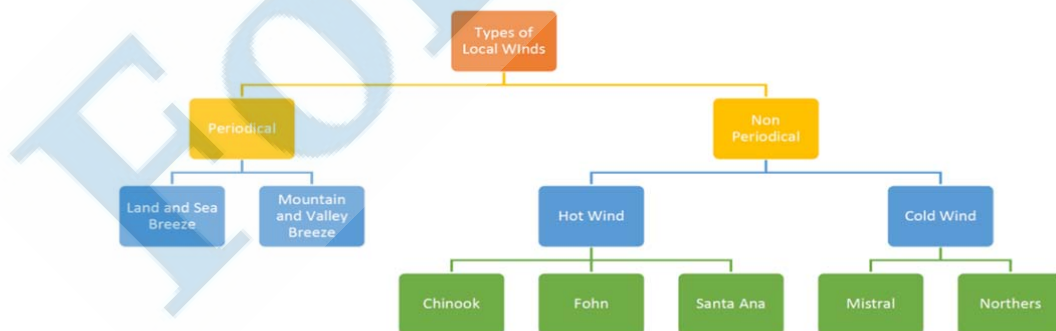 Types of
Local WInds
Periodical
Non
Periodical
Land and Sea
Breeze
Mountain
and Valley
Breeze
Hot Wind
Cold Wind
Chinook
Fohn
Santa Ana
Mistral
Northers